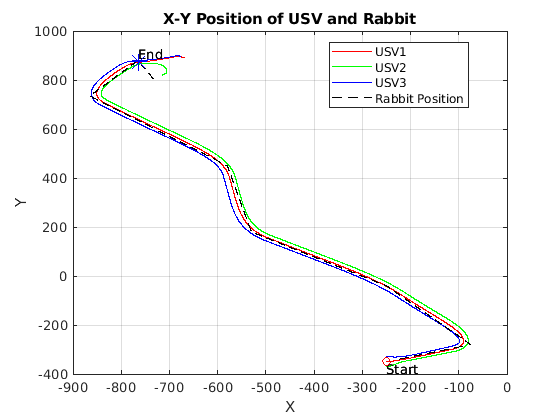 X-Y Position of USV and Rabbit
1000
800
600
400
200
0
-200
-400
Y
End
USV1
USV2
USV3
Rabbit Position
Start
-900 -800 -700 -600 -500 -400 -300 -200 -100 0
X